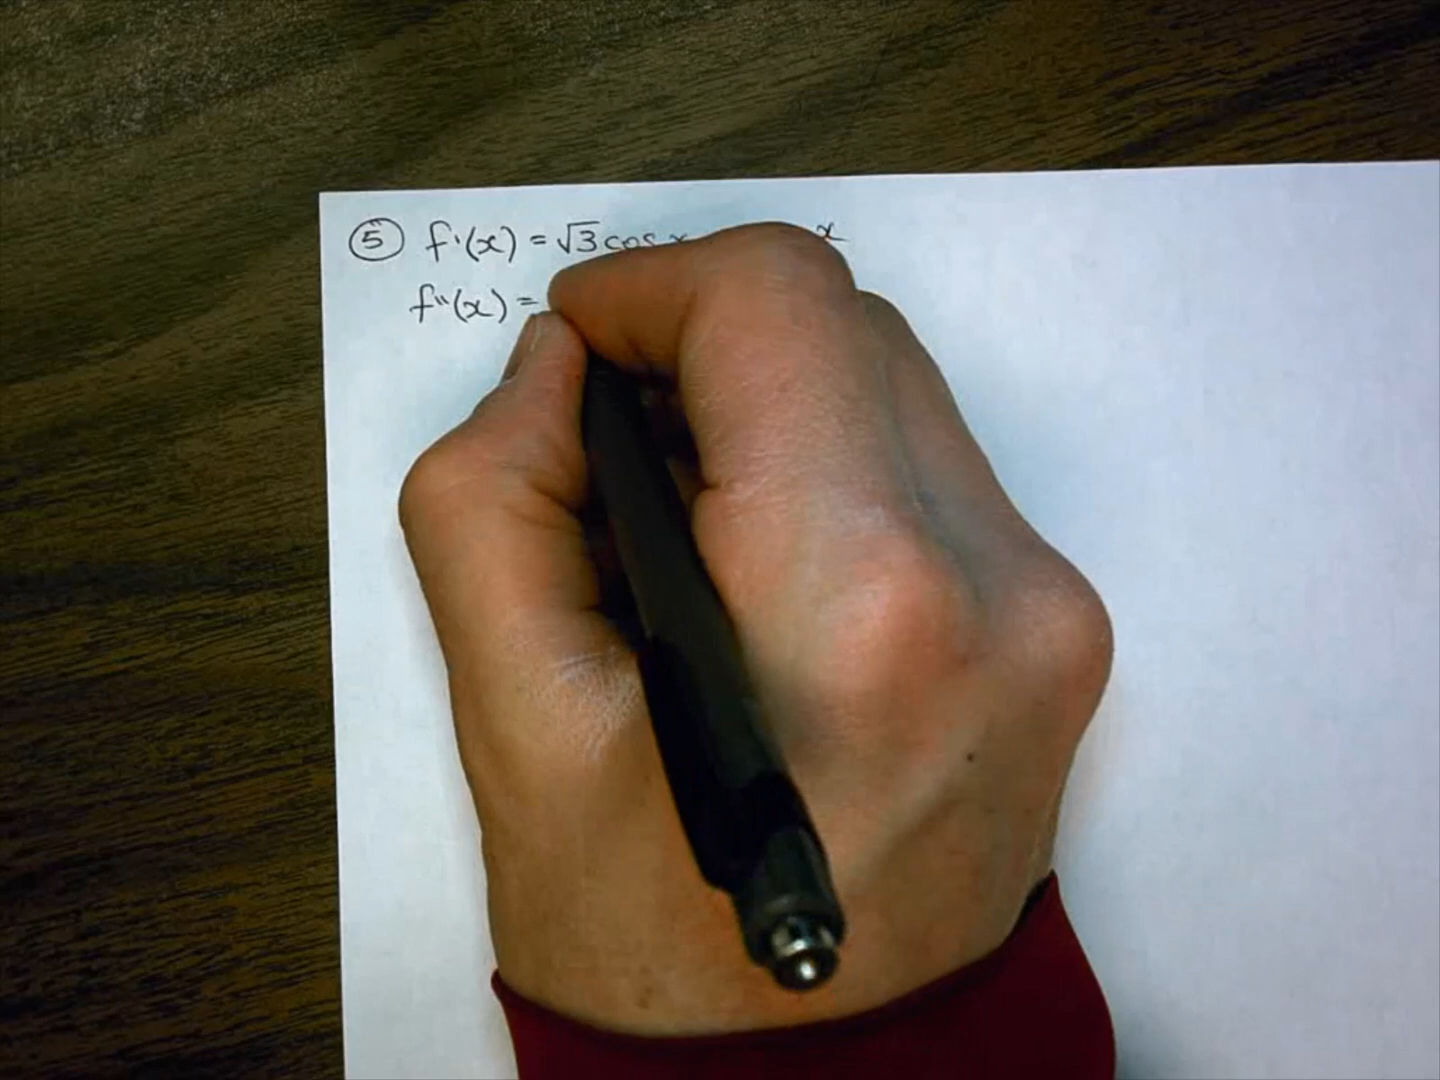 ⑤ f'(x) = √3 cos x x
f''(x) =